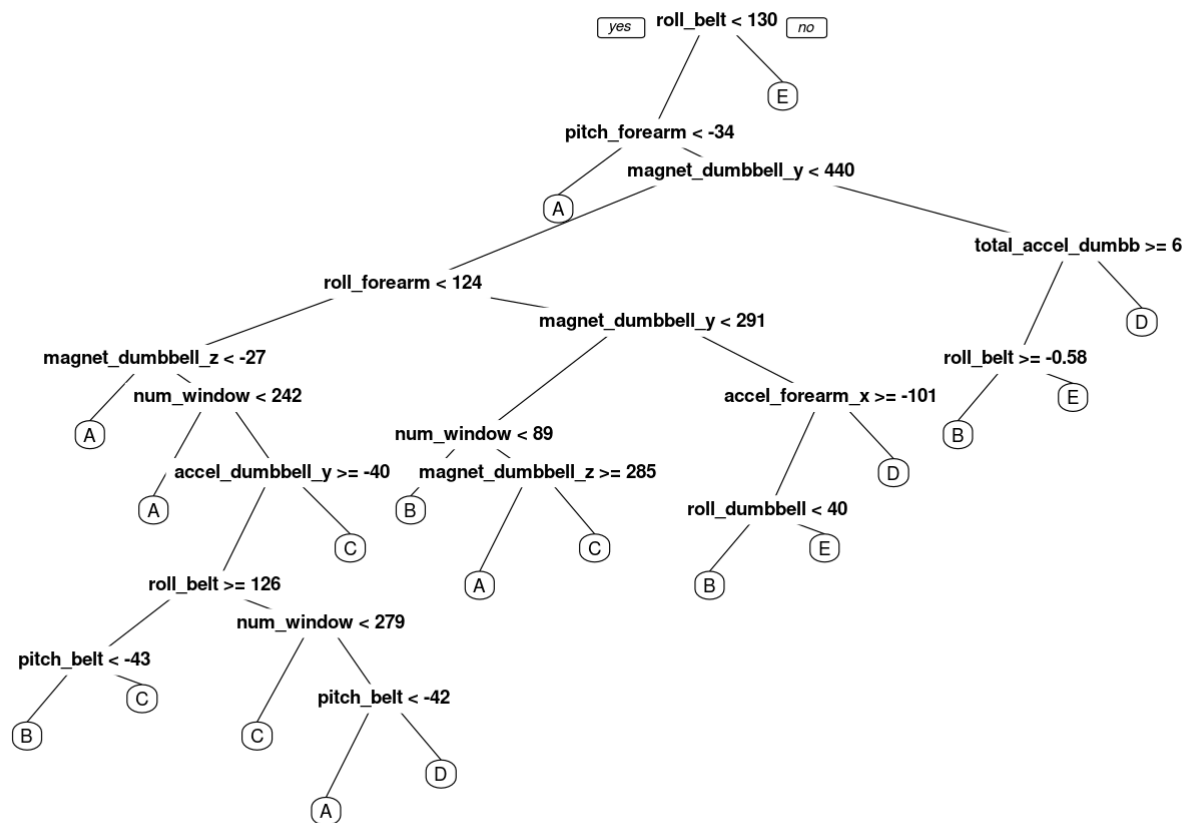 yes roll_belt < 130 no
E
pitch_forearm < -34
magnet_dumbbell_y < 440
A
total_accel_dumbb >= 6
roll_forearm < 124
magnet_dumbbell_y < 291
D
magnet_dumbbell_z < -27
roll_belt >= -0.58
num_window < 242
accel_forearm_x >= -101
E
A
num_window < 89
B
accel_dumbbell_y >= -40
magnet_dumbbell_z >= 285
D
A
B
roll_dumbbell < 40
C
C
E
roll_belt >= 126
A
B
num_window < 279
pitch_belt < -43
C
pitch_belt < -42
B
C
D
A